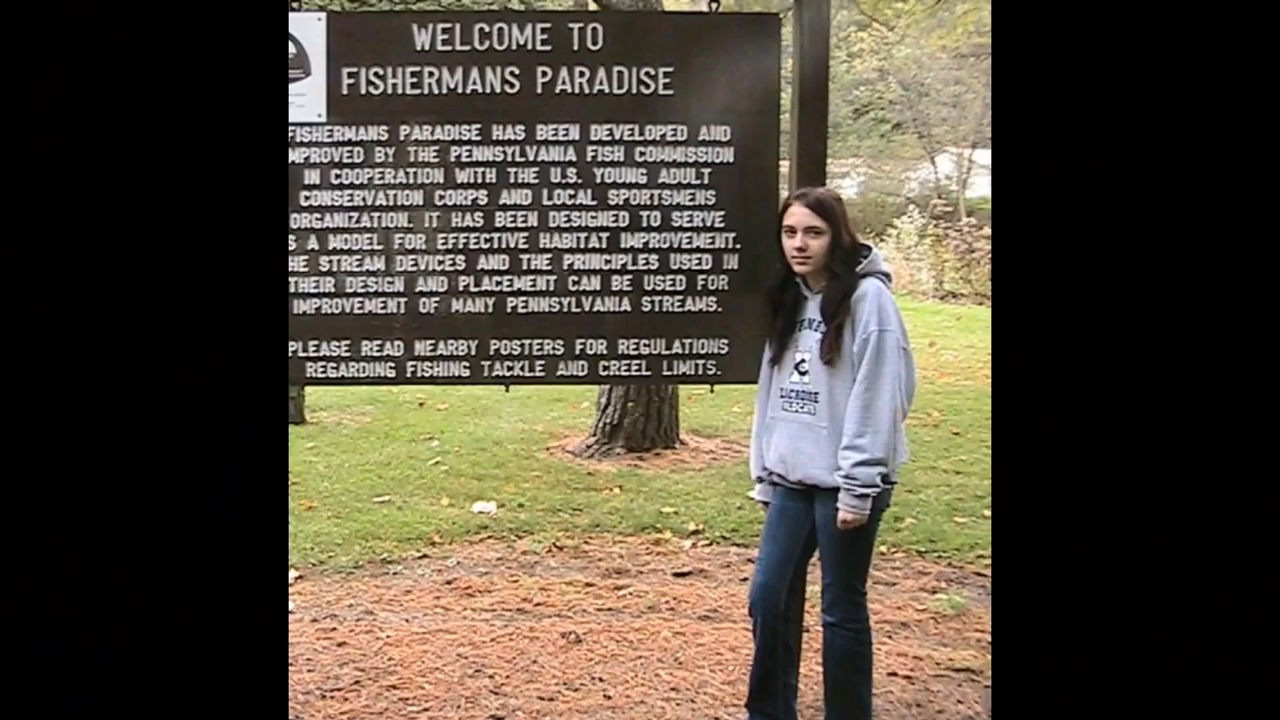 WELCOME TO
FISHERMANS PARADISE
FISHERMANS PARADISE HAS BEEN DEVELOPED AND
MPROVED BY THE PENNSYLVANIA FISH COMMISSION
IN COOPERATION WITH THE U.S. YOUNG ADULT
CONSERVATION CORPS AND LOCAL SPORTSMENS
ORGANIZATION. IT HAS BEEN DESIGNED TO SERVE
S A MODEL FOR EFFECTIVE HABITAT IMPROVEMENT.
HE STREAM DEVICES AND THE PRINCIPLES USED IN
THEIR DESIGN AND PLACEMENT CAN BE USED FOR
IMPROVEMENT OF MANY PENNSYLVANIA STREAMS.
PLEASE READ NEARBY POSTERS FOR REGULATIONS
REGARDING FISHING TACKLE AND CREEL LIMITS.
LACROSSE
WILDCATS